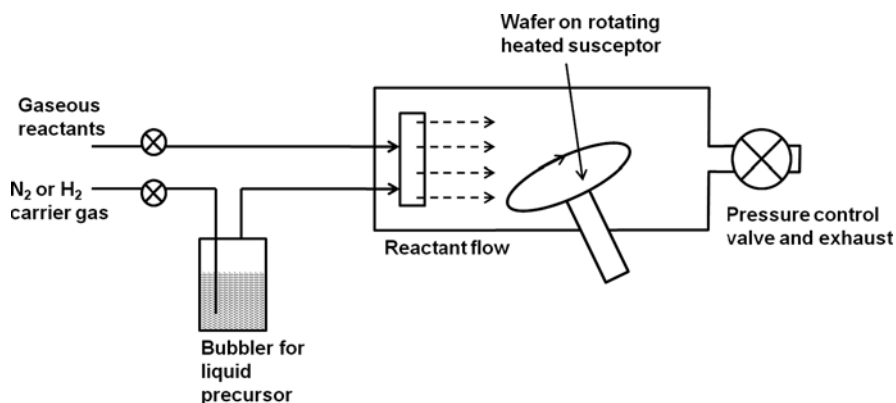 Wafer on rotating
heated susceptor
Gaseous
reactants
N₂ or H₂
carrier gas
Reactant flow
Pressure control
valve and exhaust
Bubbler for
liquid
precursor